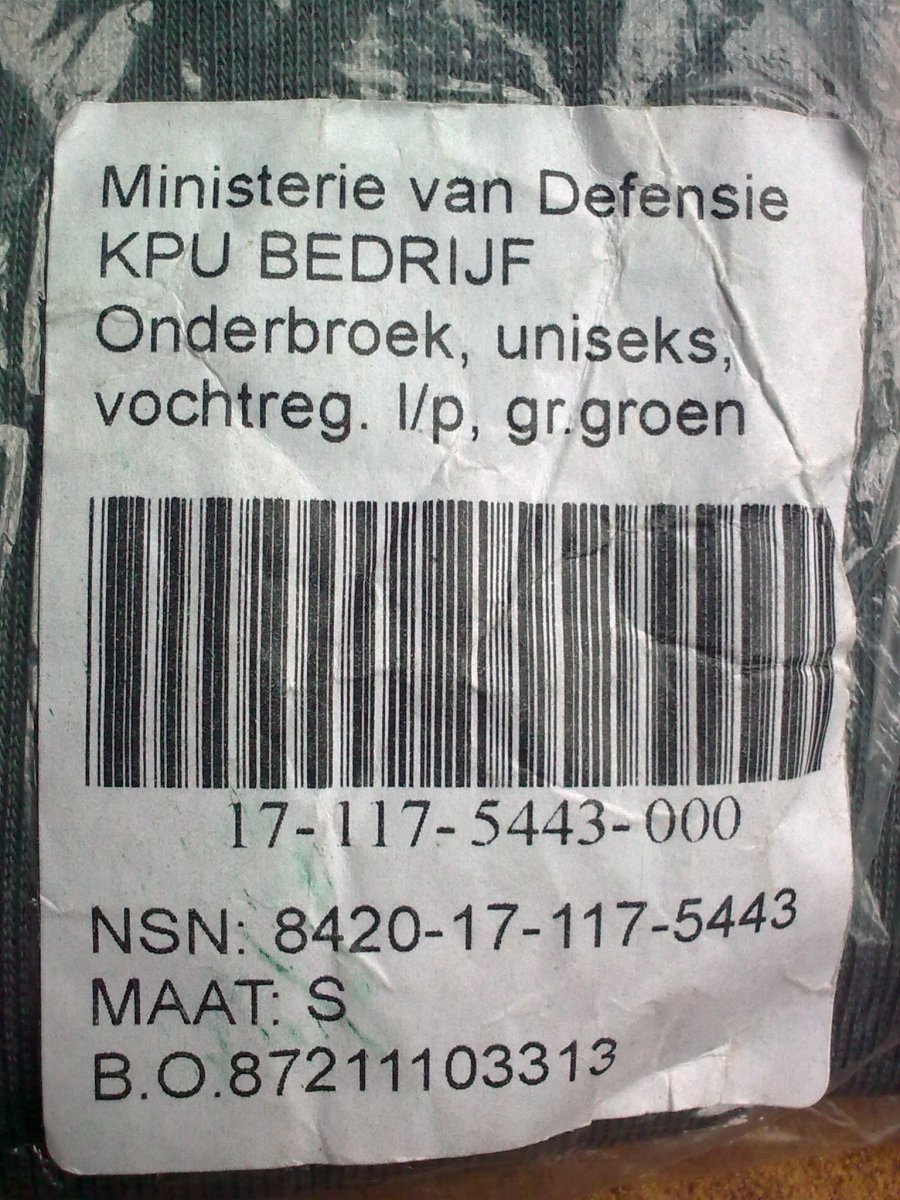 Ministerie van Defensie
KPU BEDRIJF
Onderbroek, uniseks,
vochtreg. l/p, gr.groen
17-117-5443-000
NSN: 8420-17-117-5443
MAAT: S
B.O.87211103313